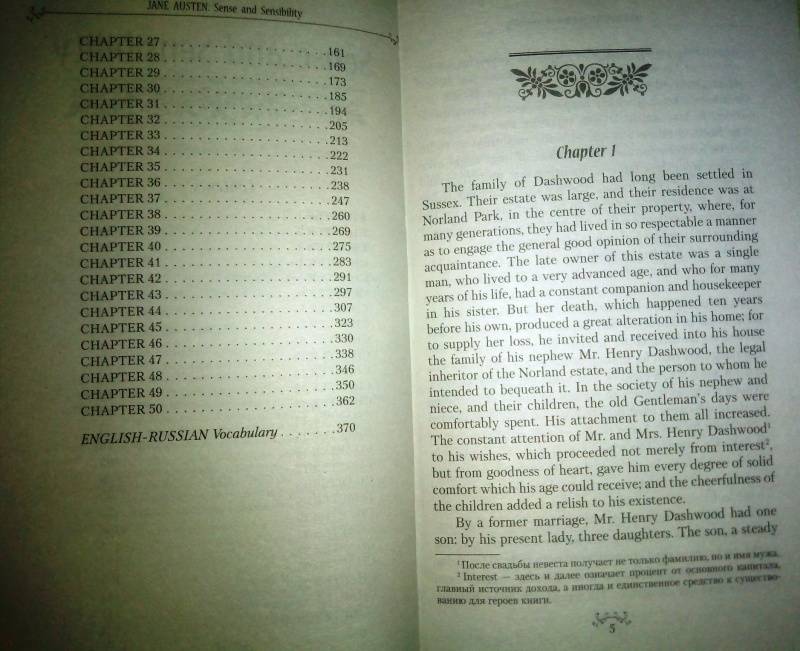 JANE AUSTEN. Sense and Sensibility
CHAPTER 27 . . . . . . . . . . . . . . . . . . . 161
CHAPTER 28 . . . . . . . . . . . . . . . . . . . 169
CHAPTER 29 . . . . . . . . . . . . . . . . . . . 173
CHAPTER 30 . . . . . . . . . . . . . . . . . . . 185
CHAPTER 31 . . . . . . . . . . . . . . . . . . . 194
CHAPTER 32 . . . . . . . . . . . . . . . . . . . 205
CHAPTER 33 . . . . . . . . . . . . . . . . . . . 213
CHAPTER 34 . . . . . . . . . . . . . . . . . . . 222
CHAPTER 35 . . . . . . . . . . . . . . . . . . . 231
CHAPTER 36 . . . . . . . . . . . . . . . . . . . 238
CHAPTER 37 . . . . . . . . . . . . . . . . . . . 247
CHAPTER 38 . . . . . . . . . . . . . . . . . . . 260
CHAPTER 39 . . . . . . . . . . . . . . . . . . . 269
CHAPTER 40 . . . . . . . . . . . . . . . . . . . 275
CHAPTER 41 . . . . . . . . . . . . . . . . . . . 283
CHAPTER 42 . . . . . . . . . . . . . . . . . . . 291
CHAPTER 43 . . . . . . . . . . . . . . . . . . . 297
CHAPTER 44 . . . . . . . . . . . . . . . . . . . 307
CHAPTER 45 . . . . . . . . . . . . . . . . . . . 323
CHAPTER 46 . . . . . . . . . . . . . . . . . . . 330
CHAPTER 47 . . . . . . . . . . . . . . . . . . . 338
CHAPTER 48 . . . . . . . . . . . . . . . . . . . 346
CHAPTER 49 . . . . . . . . . . . . . . . . . . . 350
CHAPTER 50 . . . . . . . . . . . . . . . . . . . 362
ENGLISH-RUSSIAN Vocabulary . . . . . . . 370
Chapter 1
The family of Dashwood had long been settled in
Sussex. Their estate was large, and their residence was at
Norland Park, in the centre of their property, where, for
many generations, they had lived in so respectable a manner
as to engage the general good opinion of their surrounding
acquaintance. The late owner of this estate was a single
man, who lived to a very advanced age, and who for many
years of his life, had a constant companion and housekeeper
in his sister. But her death, which happened ten years
before his own, produced a great alteration in his home; for
to supply her loss, he invited and received into his house
the family of his nephew Mr. Henry Dashwood, the legal
inheritor of the Norland estate, and the person to whom he
intended to bequeath it. In the society of his nephew and
niece, and their children, the old Gentleman's days were
comfortably spent. His attachment to them all increased.
The constant attention of Mr. and Mrs. Henry Dashwood¹
to his wishes, which proceeded not merely from interest²,
but from goodness of heart, gave him every degree of solid
comfort which his age could receive; and the cheerfulness of
the children added a relish to his existence.
By a former marriage, Mr. Henry Dashwood had one
son: by his present lady, three daughters. The son, a steady
¹ После свадьбы невеста получает не только фамилию, но и имя мужа.
² Interest — здесь и далее означает процент от основного капитала,
главный источник дохода, а иногда и единственное средство к существо-
ванию для героев книги.
5